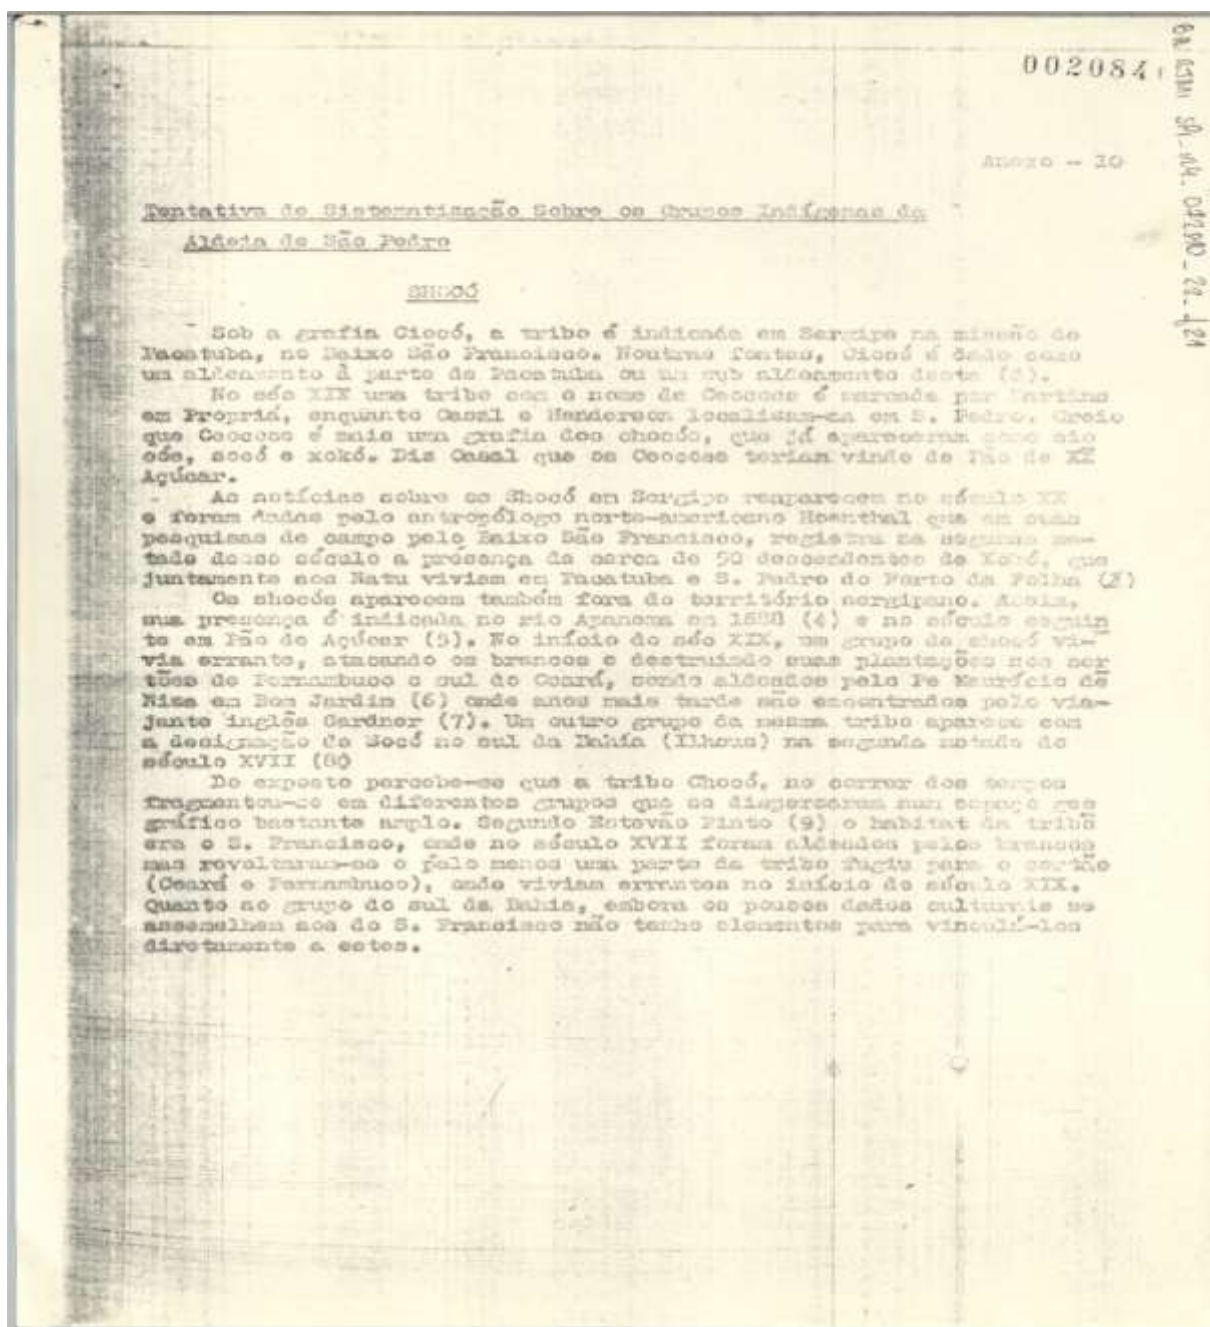 002084
Anexo - 10
Tentativa de Sistematização Sobre os Grupos Indígenas da
Aldeia de São Pedro
SHOCÓ
Sob a grafia Ciocó, a tribo é indicada em Sergipe na missão de
Pacatuba, no Baixo São Francisco. Noutras fontes, Ciocó é dado como
um aldeamento à parte de Pacatuba ou um sub aldeamento deste
No séc XIX uma tribo com o nome de Ceococes é marcada por Martius
em Propriá, enquanto Casal e Henderson localizam-na em S. Pedro. Creio
que Ceococes é mais uma grafia dos chocós, que já apareceram como cio
cós, socó e xokó. Diz Casal que os Ceococes teriam vindo de Pão de XX
Açúcar.
As notícias sobre os Shocó em Sergipe reaparecem no século XX
e foram dadas pelo antropólogo norte-americano Hoenthal que em suas
pesquisas de campo pelo Baixo São Francisco, registra na segunda me-
tade desse século a presença de cerca de 50 descendentes de Xokó, que
juntamente aos Natu viviam em Pacatuba e S. Pedro do Porto da Folha
Os shocós aparecem também fora do território sergipano. Assim,
sua presença é indicada no rio Apanema em 1688 (4) e no século seguin
te em Pão de Açúcar (5). No início do séc XIX, um grupo de shocó vi-
via errante, atacando os brancos e destruindo suas plantações nos ser
tões de Pernambuco e sul do Ceará, sendo aldeados pelo Pe Maurício de
Niza em Bom Jardim (6) onde anos mais tarde são encontrados pelo via-
jante inglês Gardner (7). Um outro grupo da mesma tribo aparece com
a designação de Socó no sul da Bahia (Ilheus) na segunda metade do
século XVII (8)
Do exposto percebe-se que a tribo Chocó, no correr dos tempos
fragmentou-se em diferentes grupos que se dispersaram num espaço geo
gráfico bastante amplo. Segundo Estevão Pinto (9) o habitat da tribo
era o S. Francisco, onde no século XVII foram aldeados pelos brancos
mas revoltaram-se e pelo menos uma parte da tribo fugiu para o sertão
(Ceará e Pernambuco), onde viviam errantes no início do século XIX.
Quanto ao grupo do sul da Bahia, embora os poucos dados culturais se
assemelhem aos do S. Francisco não tenho elementos para vinculá-los
diretamente a estes.